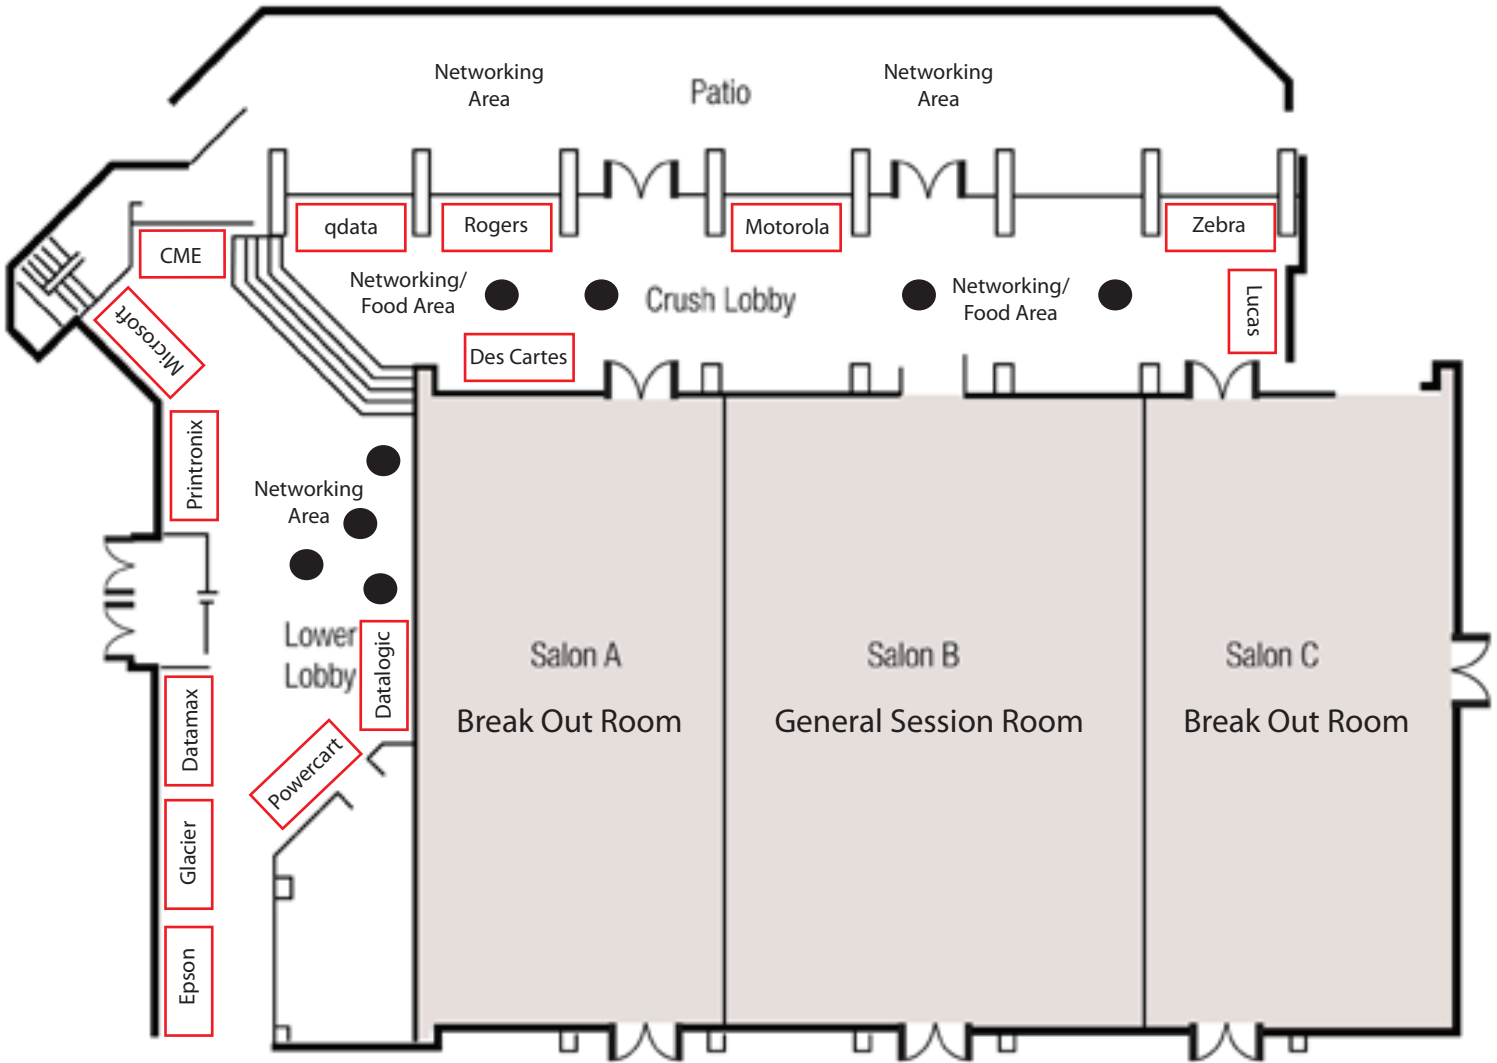 Networking
Area
Patio
Networking
Area
qdata
Rogers
Motorola
Zebra
CME
Networking/
Food Area
Crush Lobby
Networking/
Food Area
Lucas
Microsoft
Des Cartes
Printronix
Networking
Area
Lower
Lobby
Datalogic
Salon A
Break Out Room
Salon B
General Session Room
Salon C
Break Out Room
Datamax
Powercart
Glacier
Epson